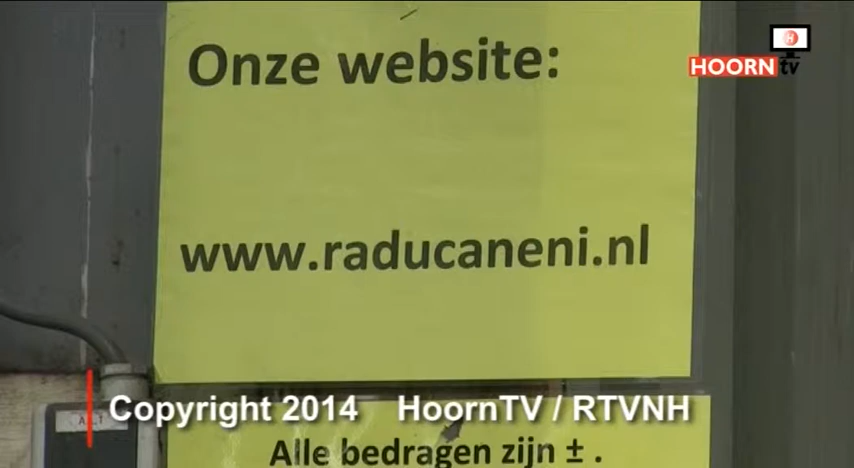 HOORN tv
Onze website:
www.raducaneni.nl
Copyright 2014 HoornTV / RTVNH
Alle bedragen zijn ± .